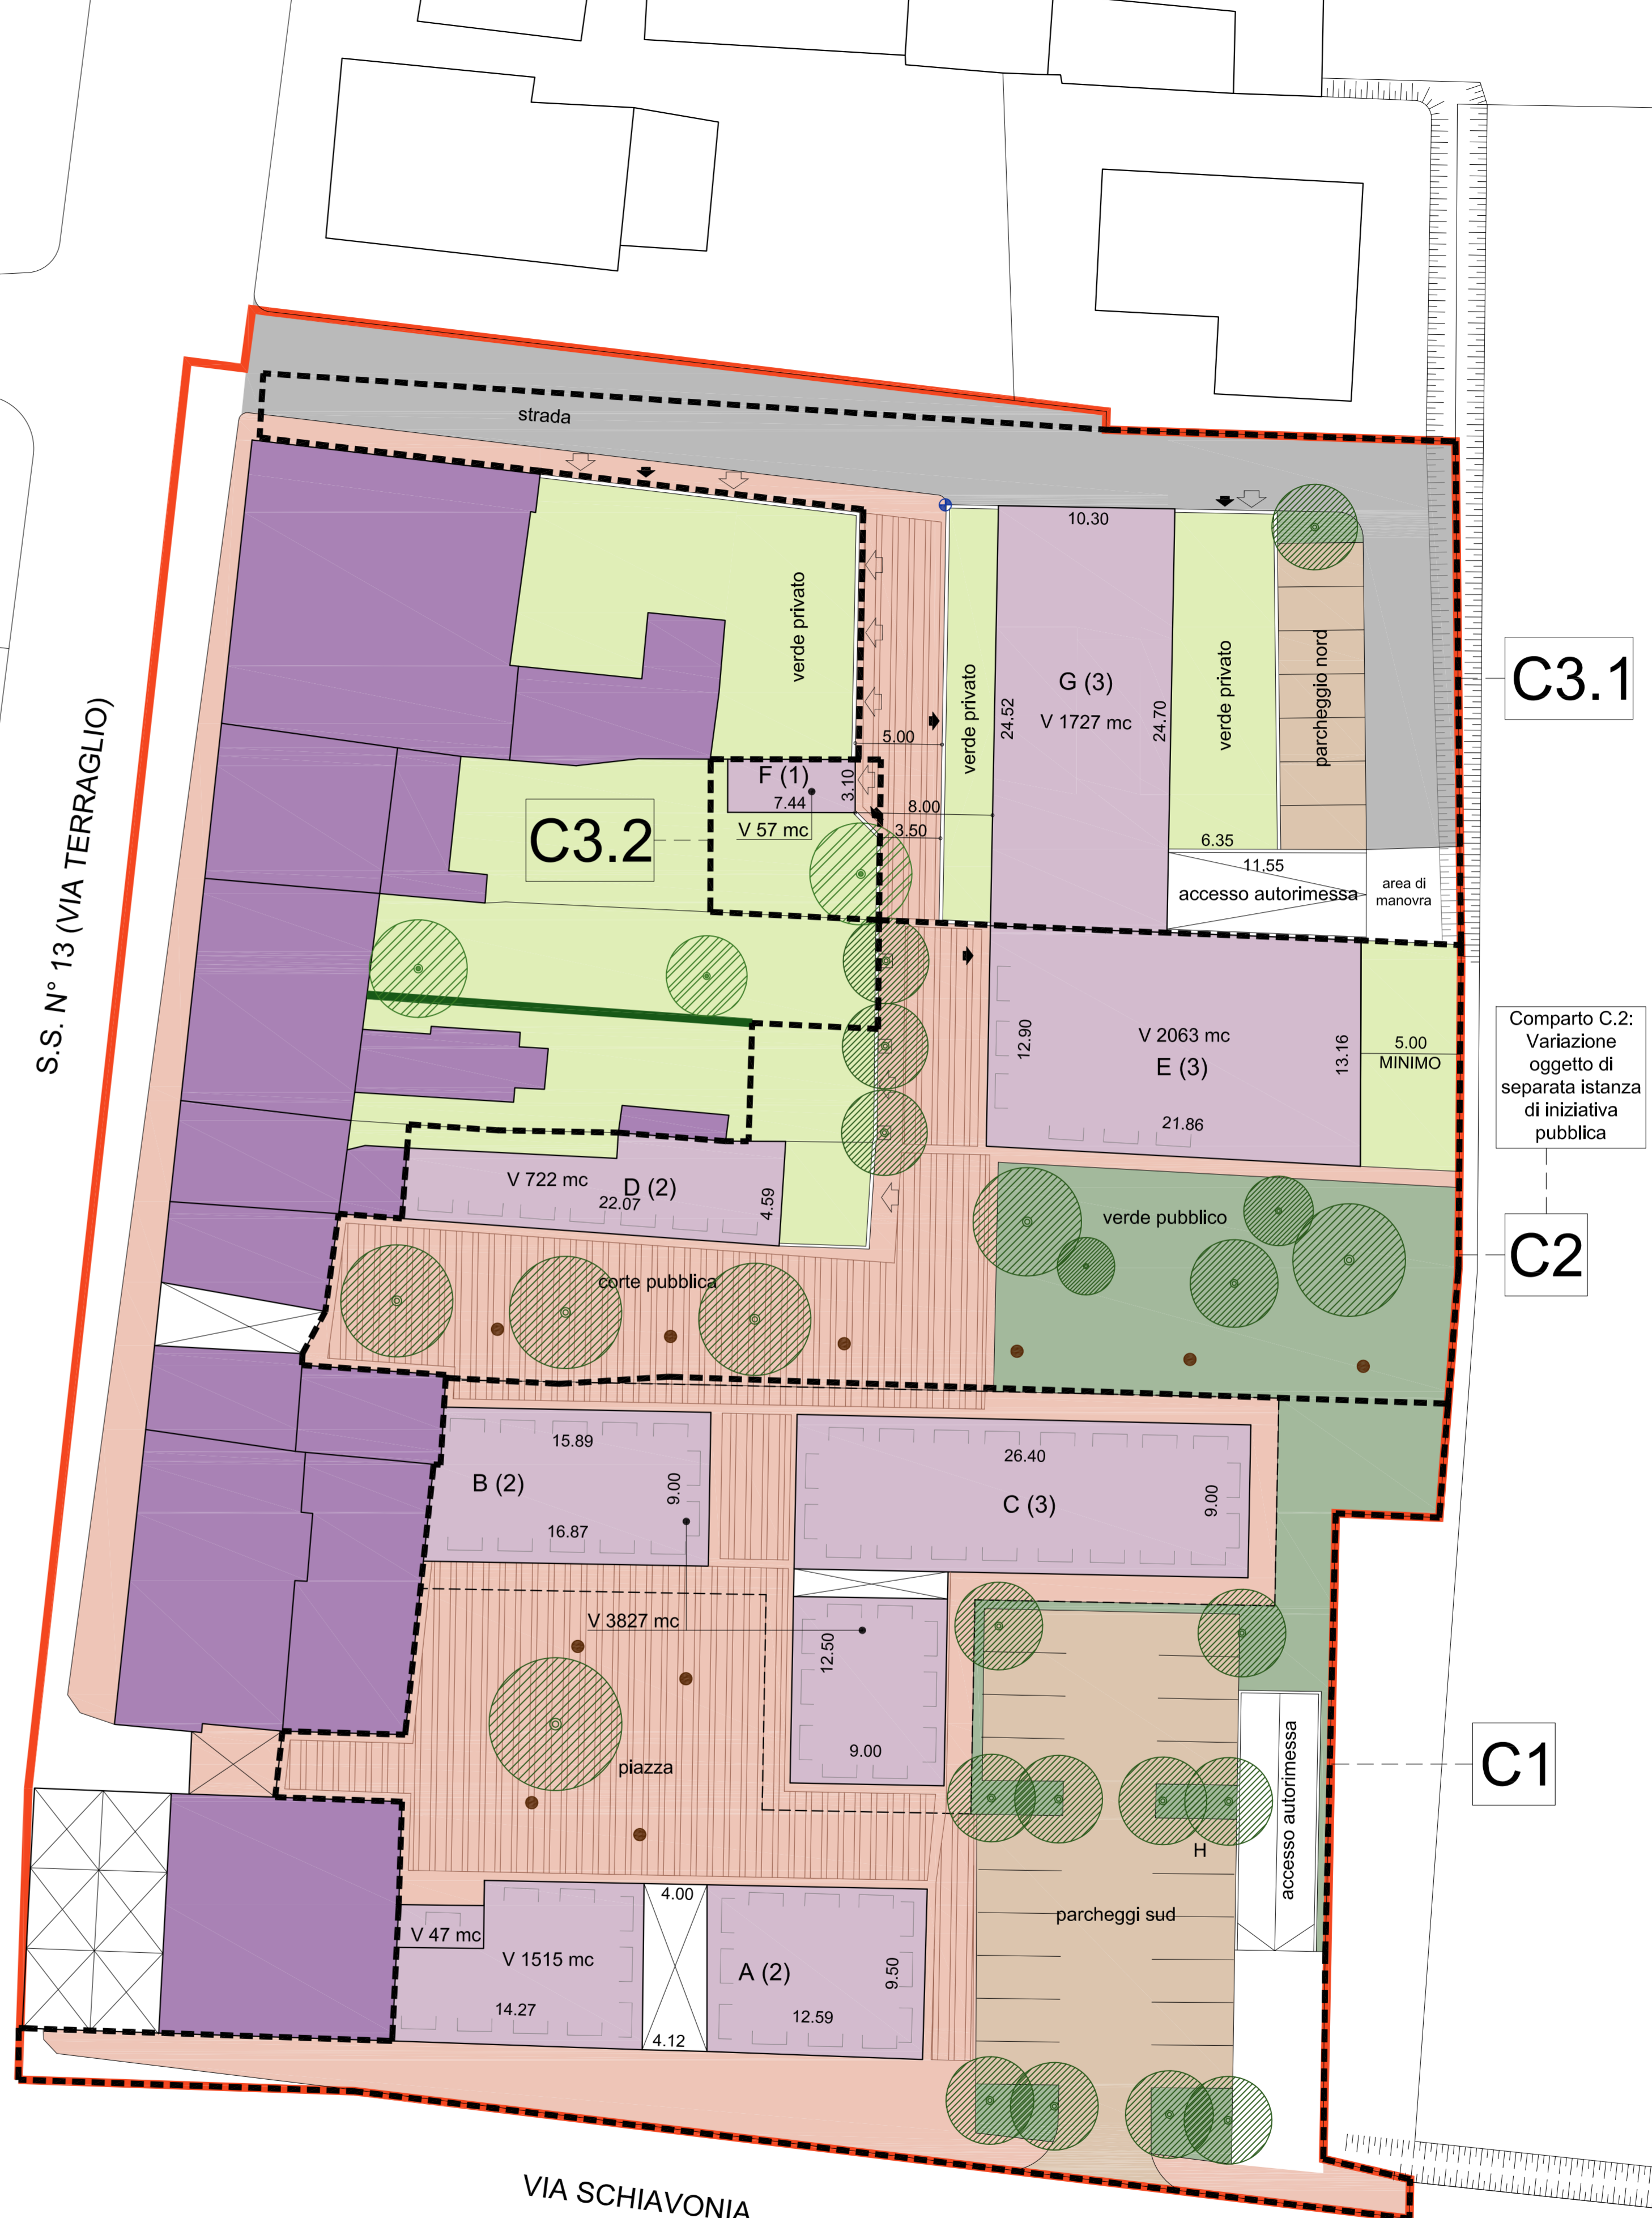 strada
10.30
verde privato
G (3)
V 1727 mc
24.52
24.70
verde privato
verde privato
parcheggio nord
C3.1
S.S. N° 13 (VIA TERRAGLIO)
5.00
F (1)
7.44
3.10
8.00
3.50
V 57 mc
C3.2
6.35
11.55
accesso autorimessa
area di
manovra
V 2063 mc
E (3)
12.90
13.16
21.86
5.00
MINIMO
Comparto C.2:
Variazione
oggetto di
separata istanza
di iniziativa
pubblica
V 722 mc
D (2)
22.07
4.59
verde pubblico
C2
corte pubblica
15.89
B (2)
9.00
16.87
26.40
C (3)
9.00
V 3827 mc
12.50
9.00
piazza
accesso autorimessa
C1
H
parcheggi sud
4.00
V 47 mc
V 1515 mc
14.27
4.12
A (2)
9.50
12.59
VIA SCHIAVONIA